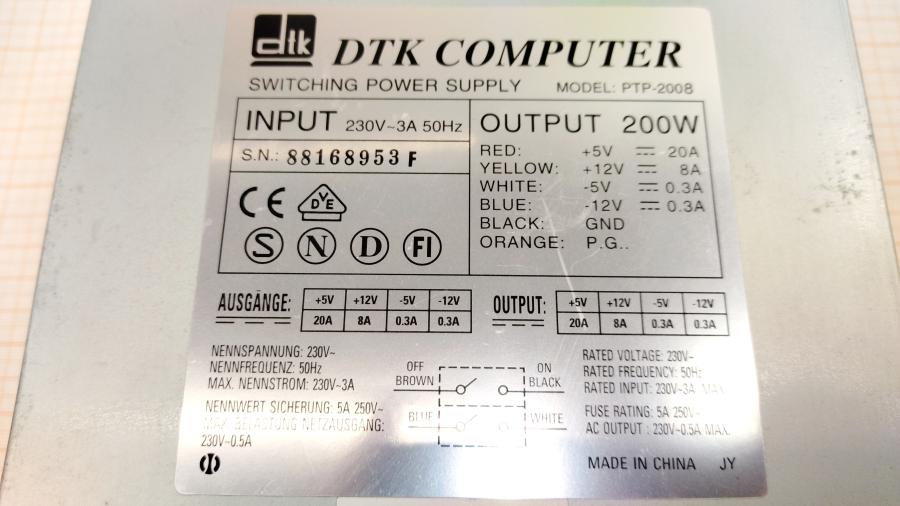 dtk DTK COMPUTER
SWITCHING POWER SUPPLY MODEL: PTP-2008
INPUT 230V~3A 50Hz
S.N.: 88168953 F
CE DVE
S N D FI
OUTPUT 200W
RED: +5V 20A
YELLOW: +12V 8A
WHITE: -5V 0.3A
BLUE: -12V 0.3A
BLACK: GND
ORANGE: P.G..
AUSGÄNGE: +5V +12V -5V -12V
20A 8A 0.3A 0.3A
OUTPUT: +5V +12V -5V -12V
20A 8A 0.3A 0.3A
NENNSPANNUNG: 230V~
NENNFREQUENZ: 50Hz
MAX. NENNSTROM: 230V~3A
NENNWERT SICHERUNG: 5A 250V~
MAX. BELASTUNG NETZAUSGANG:
230V~0.5A
OFF ON
BROWN BLACK
BLUE WHITE
RATED VOLTAGE: 230V~
RATED FREQUENCY: 50Hz
RATED INPUT: 230V~3A MAX.
FUSE RATING: 5A 250V~
AC OUTPUT : 230V~0.5A MAX.
MADE IN CHINA JY